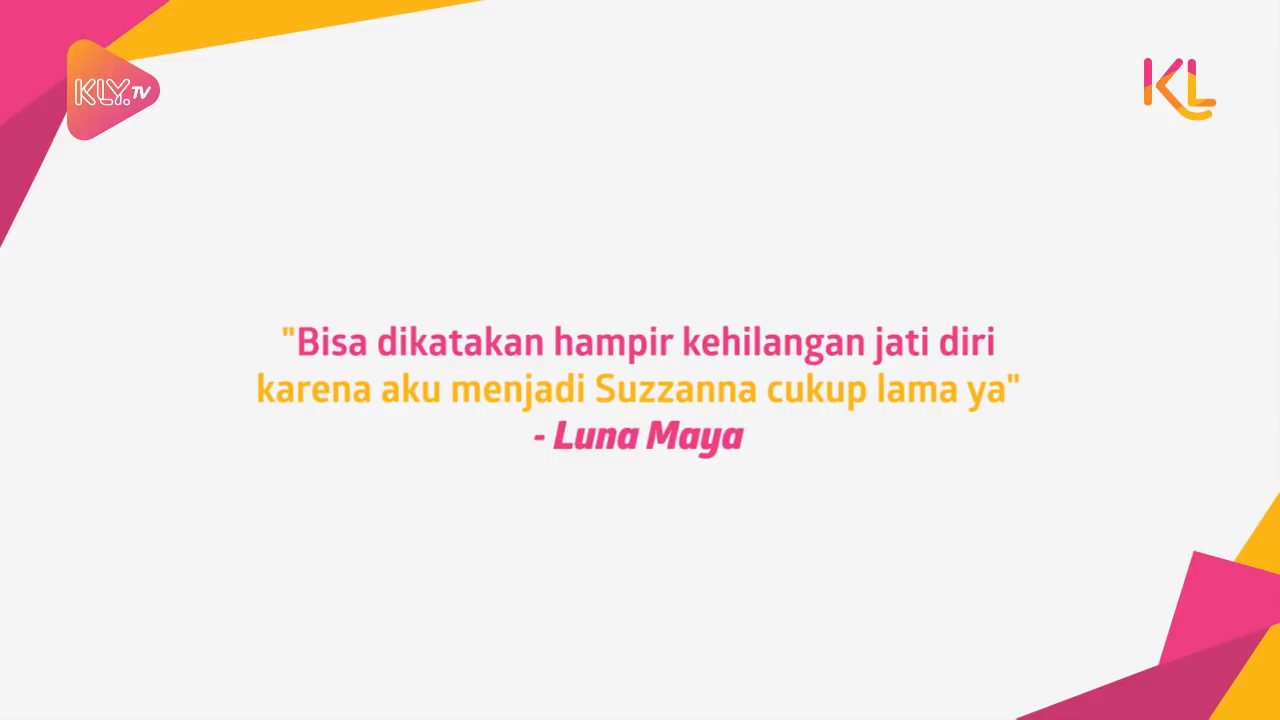 KLY.TV
KL
"Bisa dikatakan hampir kehilangan jati diri
karena aku menjadi Suzzanna cukup lama ya"
- Luna Maya